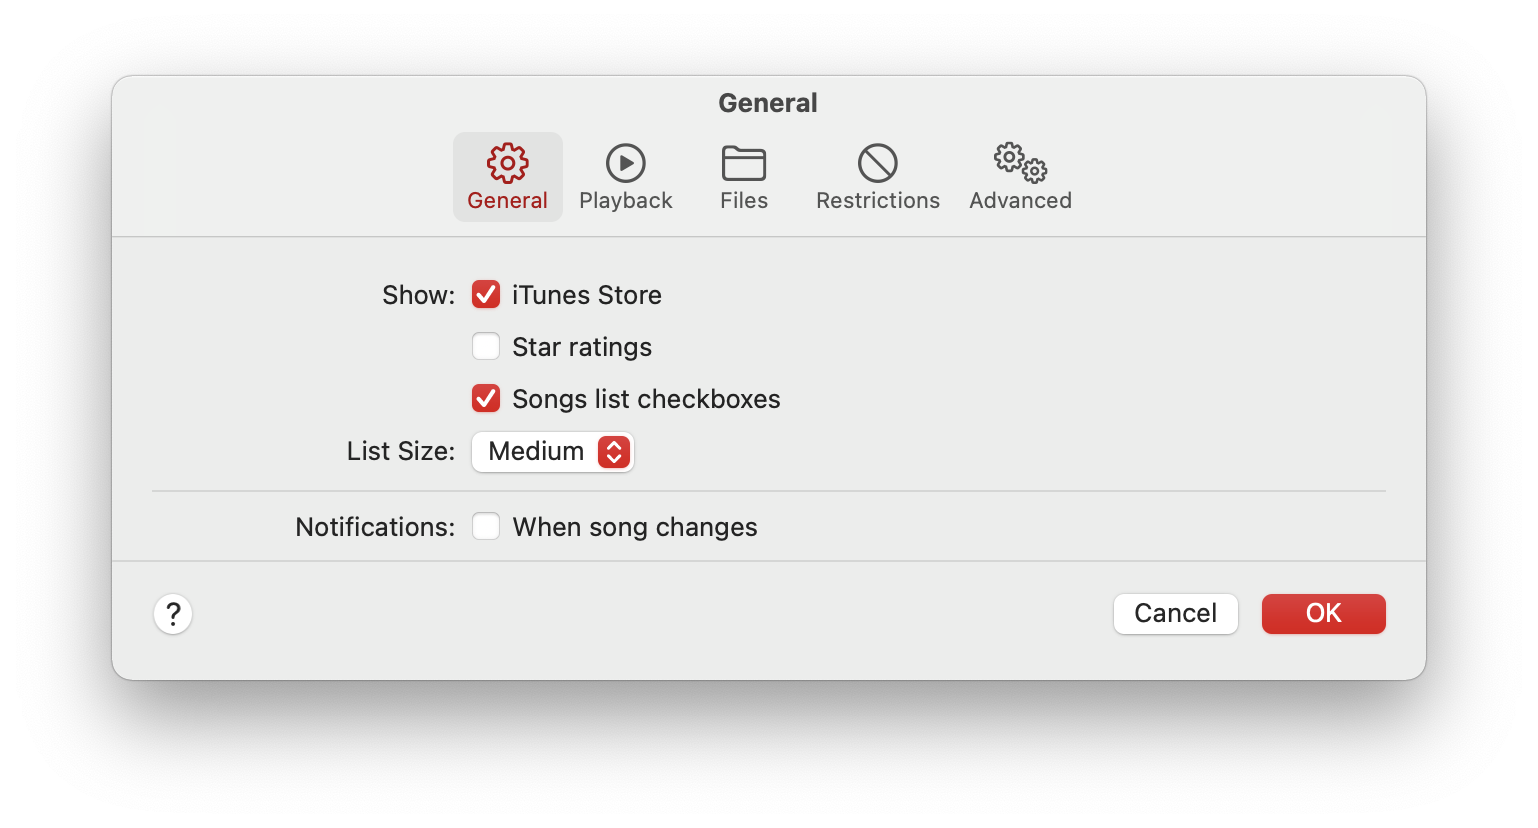 General
General Playback Files Restrictions Advanced
Show: iTunes Store
Star ratings
Songs list checkboxes
List Size: Medium
Notifications: When song changes
? Cancel OK